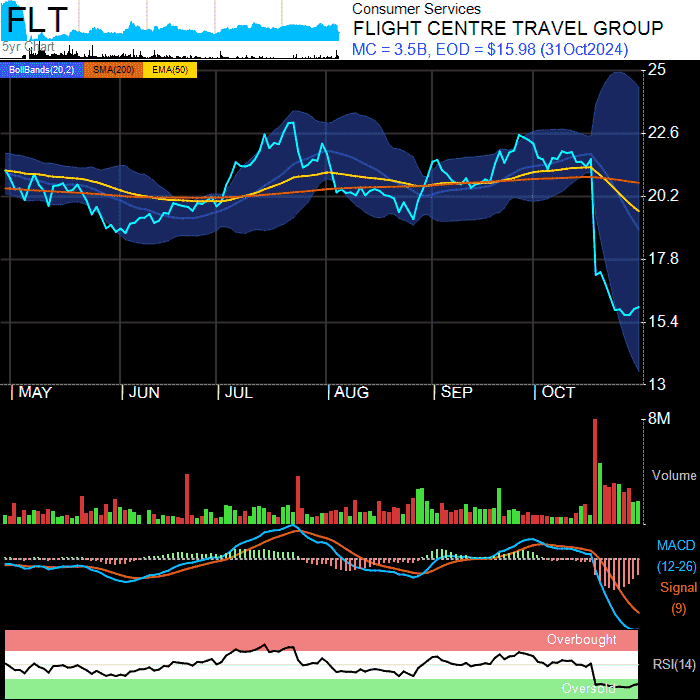 FLT
5yr Chart
Consumer Services
FLIGHT CENTRE TRAVEL GROUP
MC = 3.5B, EOD = $15.98 (31Oct2024)
BollBands(20,2) SMA(200) EMA(50)
25
22.6
20.2
17.8
15.4
13
MAY JUN JUL AUG SEP OCT
8M
Volume
MACD
(12-26)
Signal
(9)
Overbought
RSI(14)
Oversold